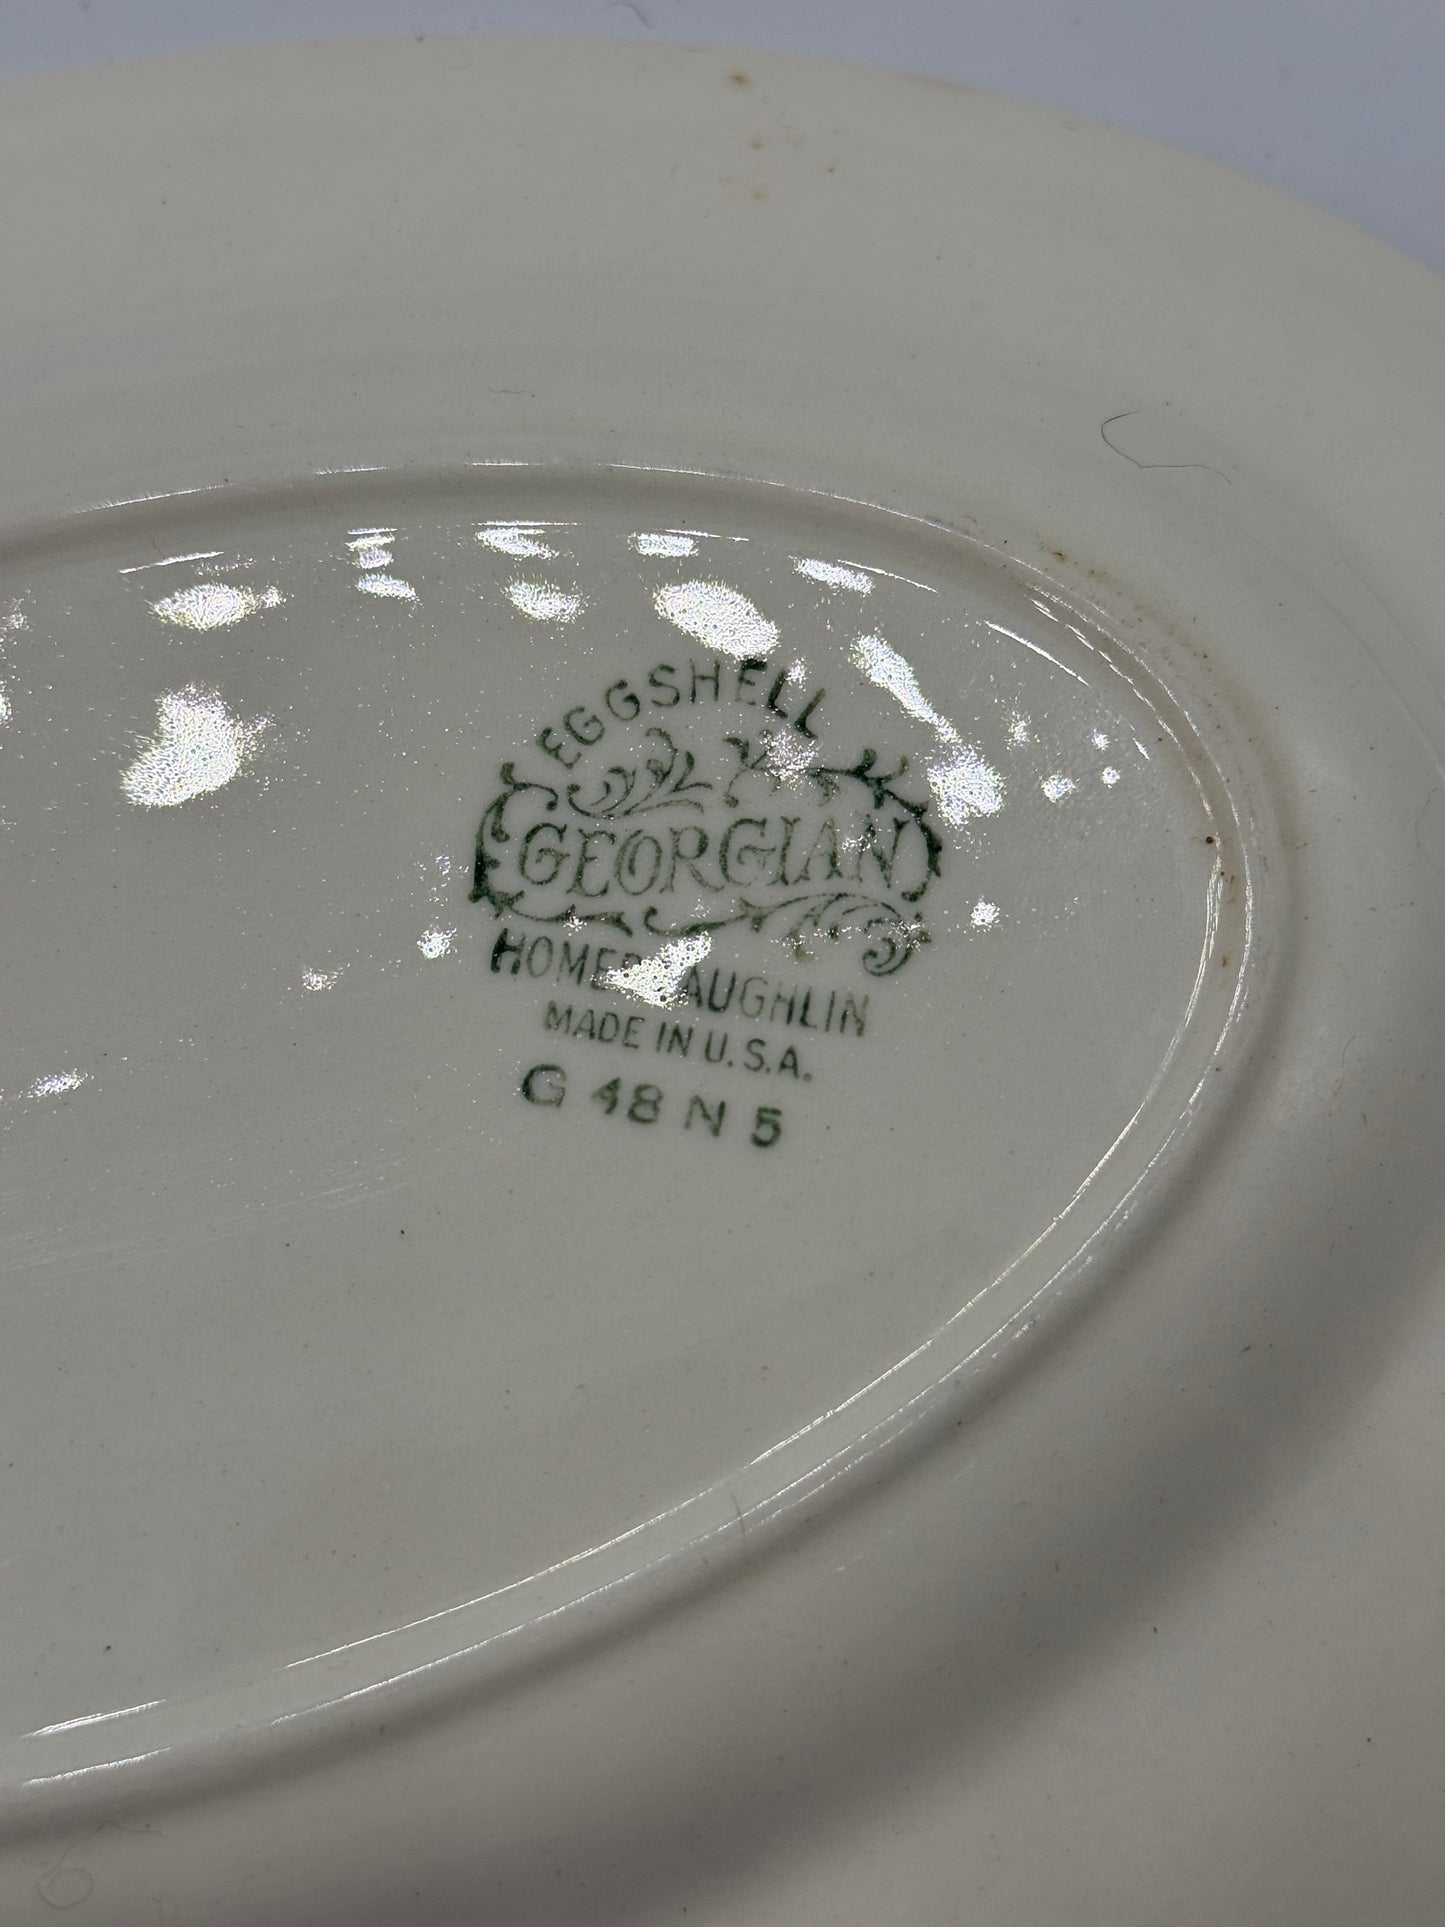 EGGSHELL
GEORGIAN
HOMER LAUGHLIN
MADE IN U.S.A.
G 48 N 5